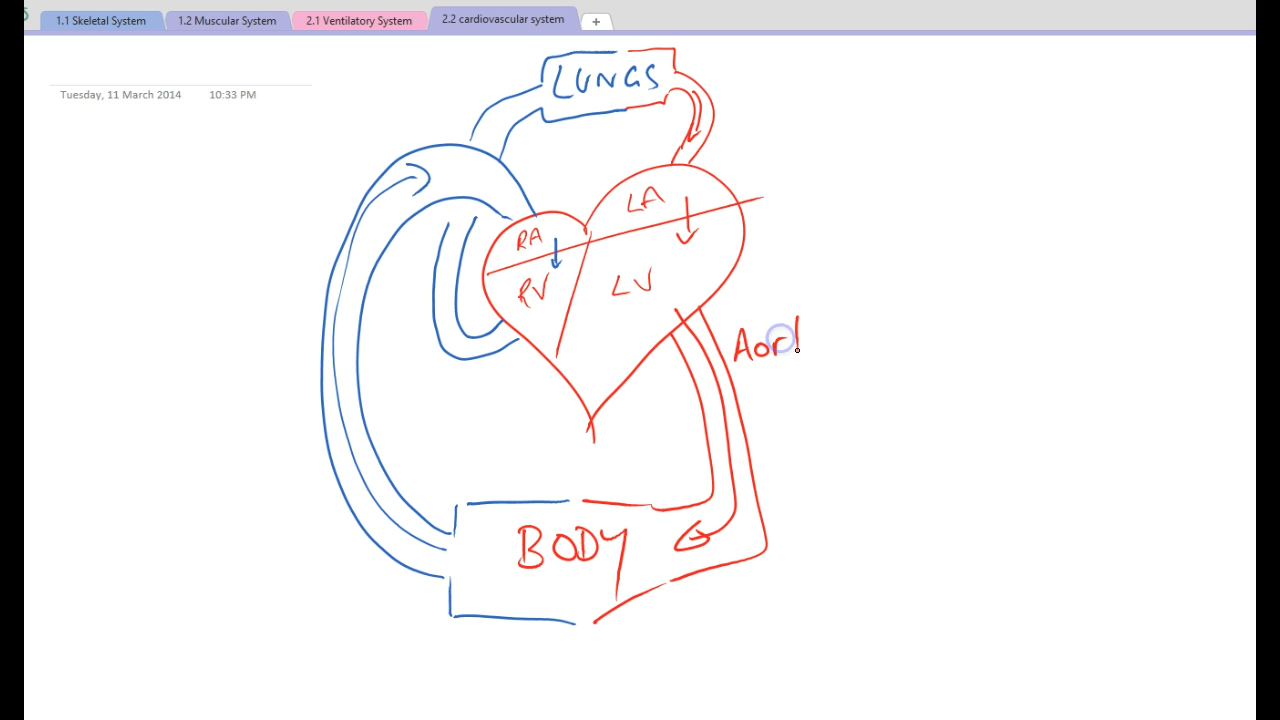 1.1 Skeletal System
1.2 Muscular System
2.1 Ventilatory System
2.2 cardiovascular system
+
Tuesday, 11 March 2014 10:33 PM
LUNGS
LA
RA
RV
LV
Aor
BODY